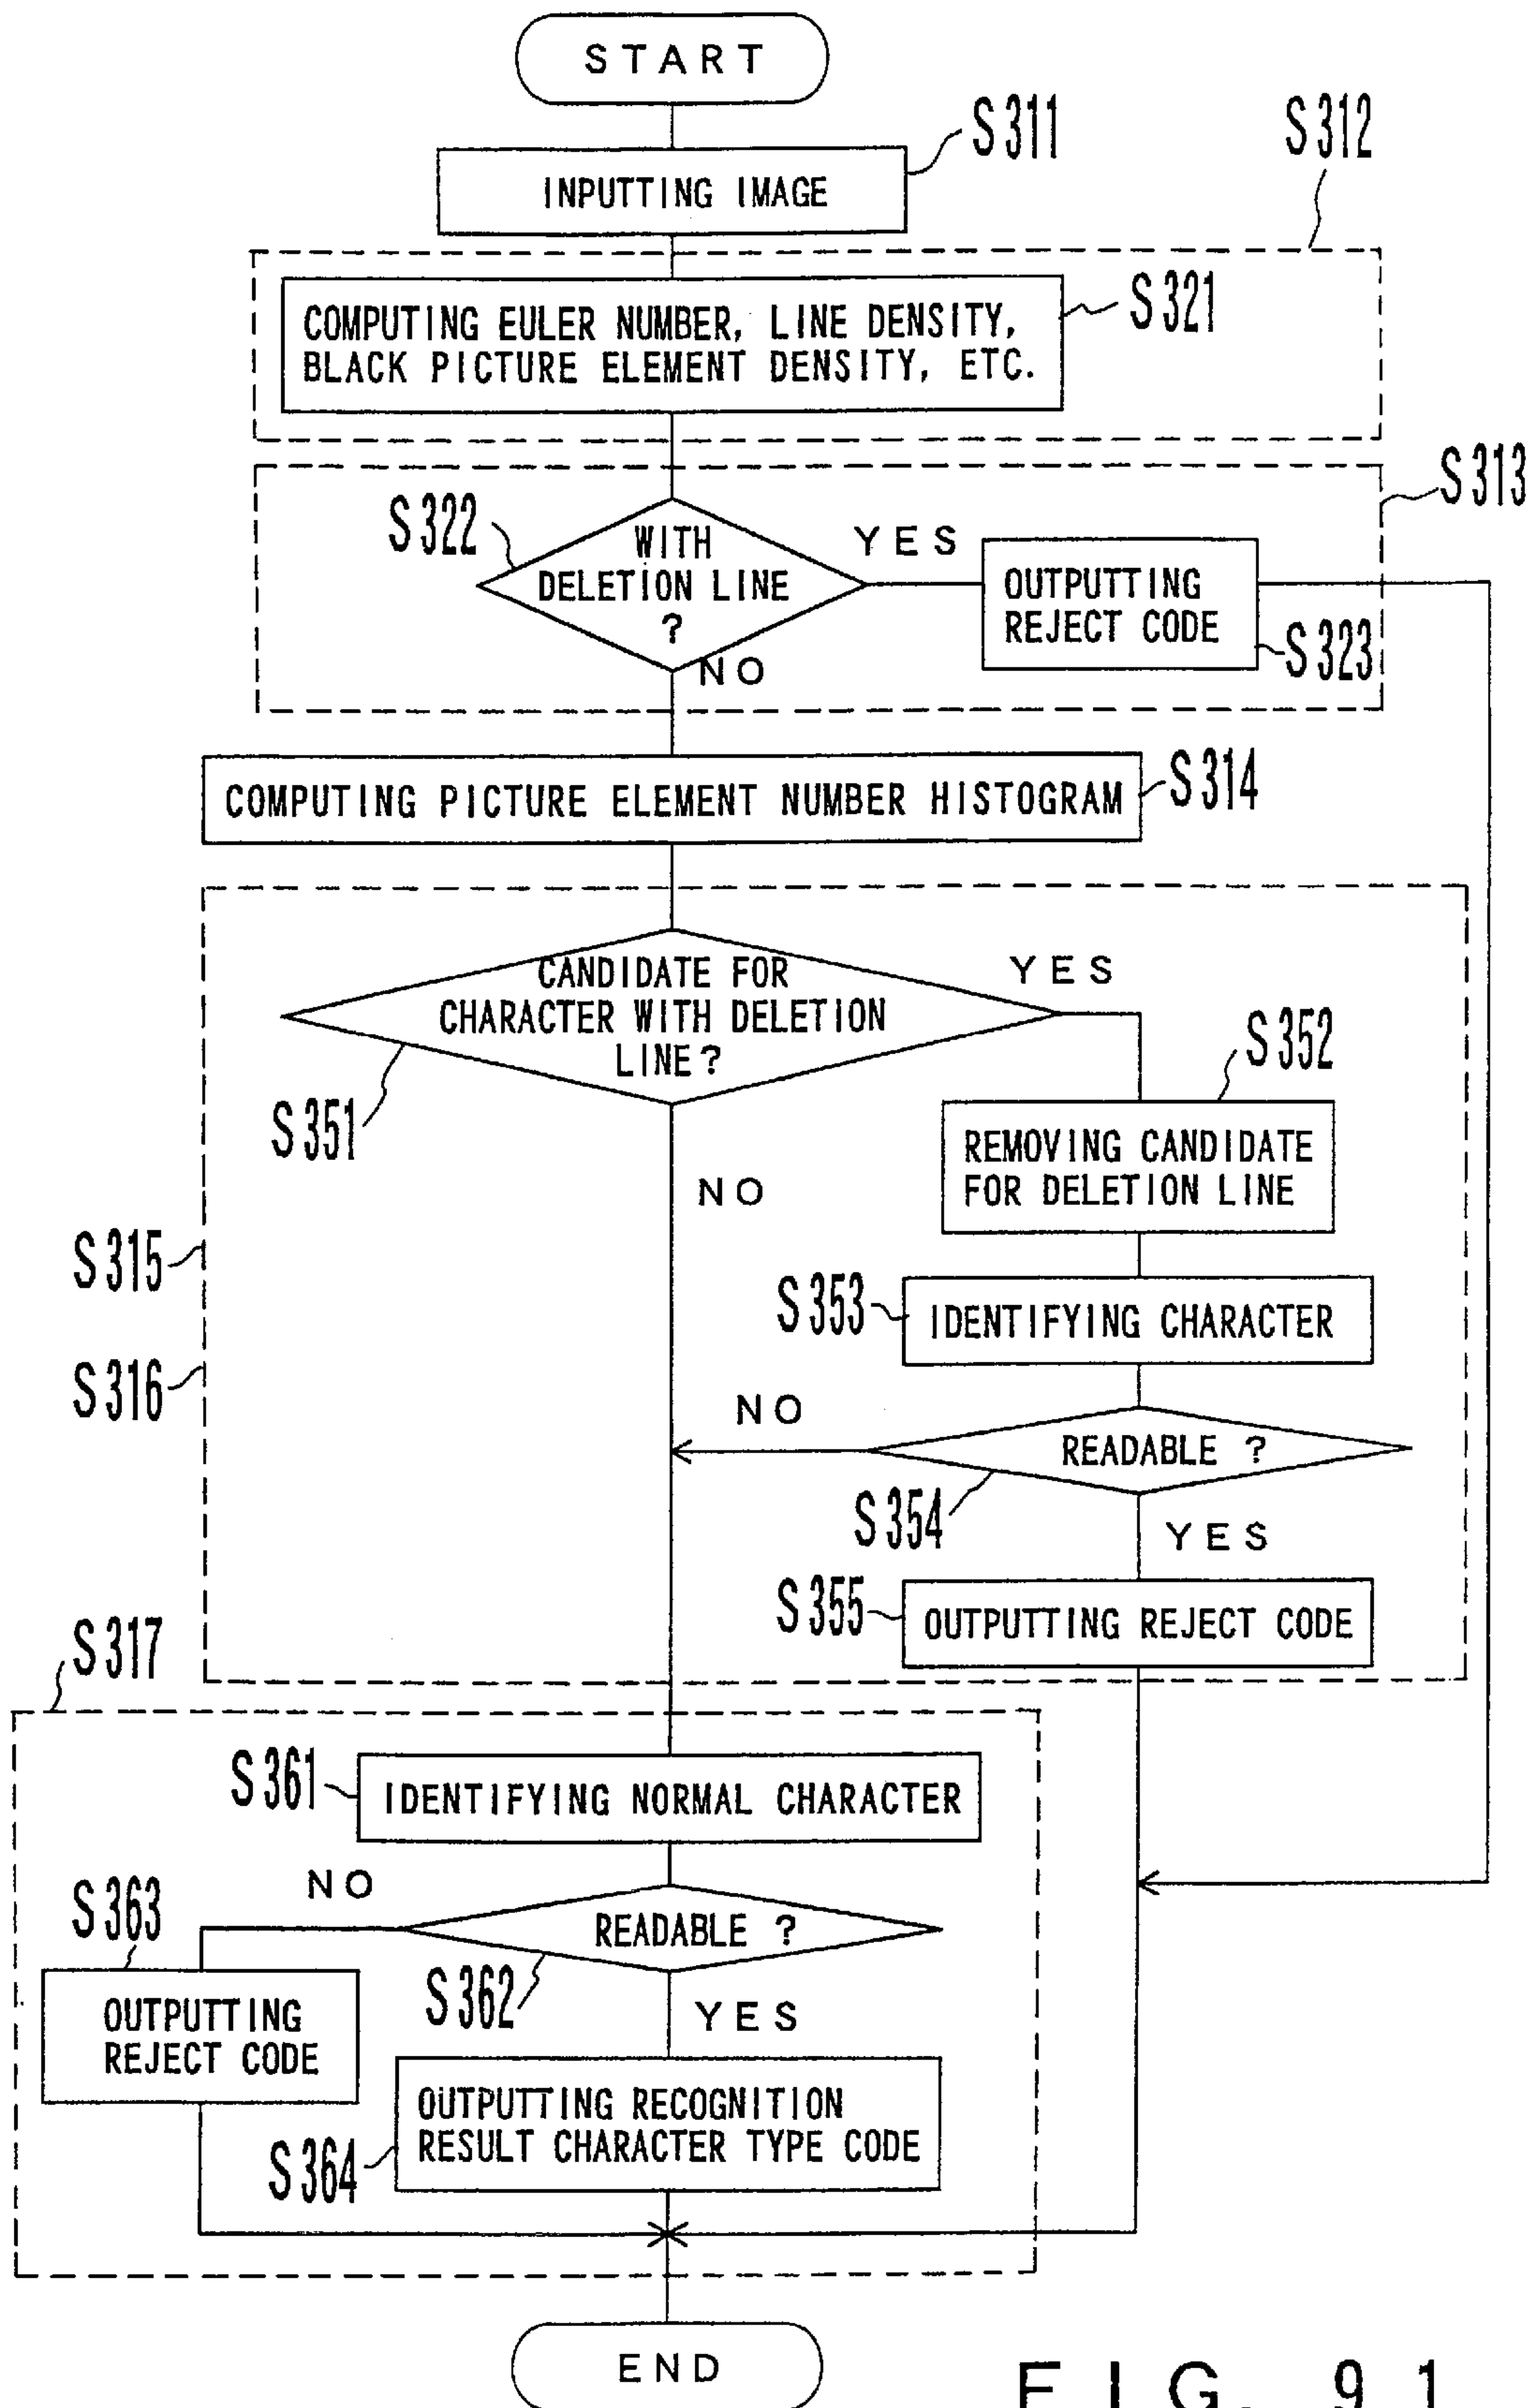 START
S311
INPUTTING IMAGE
S312
S321
COMPUTING EULER NUMBER, LINE DENSITY,
BLACK PICTURE ELEMENT DENSITY, ETC.
S313
S322
WITH
DELETION LINE
?
YES
OUTPUTTING
REJECT CODE
S323
NO
COMPUTING PICTURE ELEMENT NUMBER HISTOGRAM
S314
CANDIDATE FOR
CHARACTER WITH DELETION
LINE?
YES
S351
S352
REMOVING CANDIDATE
FOR DELETION LINE
NO
S315
S353
IDENTIFYING CHARACTER
S316
NO
READABLE ?
S354
YES
S355
OUTPUTTING REJECT CODE
S317
S361
IDENTIFYING NORMAL CHARACTER
NO
S363
READABLE ?
S362
YES
OUTPUTTING
REJECT CODE
OUTPUTTING RECOGNITION
RESULT CHARACTER TYPE CODE
S364
END
FIG. 91